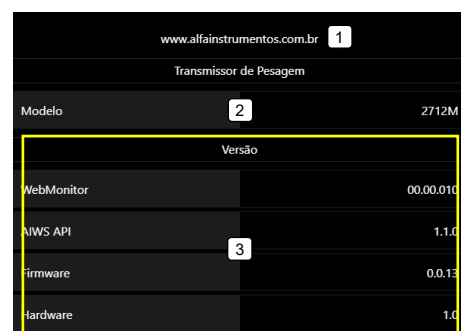 www.alfainstrumentos.com.br 1
Transmissor de Pesagem
Modelo 2 2712M
Versão
WebMonitor 00.00.010
AIWS API 1.1.0
3
Firmware 0.0.13
Hardware 1.0